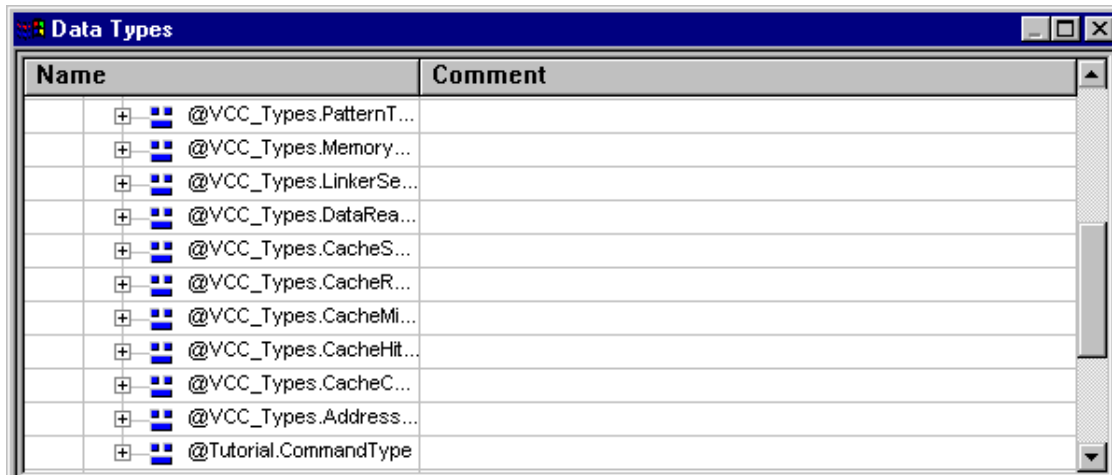 Data Types
Name Comment
@VCC_Types.PatternT...
@VCC_Types.Memory...
@VCC_Types.LinkerSe...
@VCC_Types.DataRea...
@VCC_Types.CacheS...
@VCC_Types.CacheR...
@VCC_Types.CacheMi...
@VCC_Types.CacheHit...
@VCC_Types.CacheC...
@VCC_Types.Address...
@Tutorial.CommandType